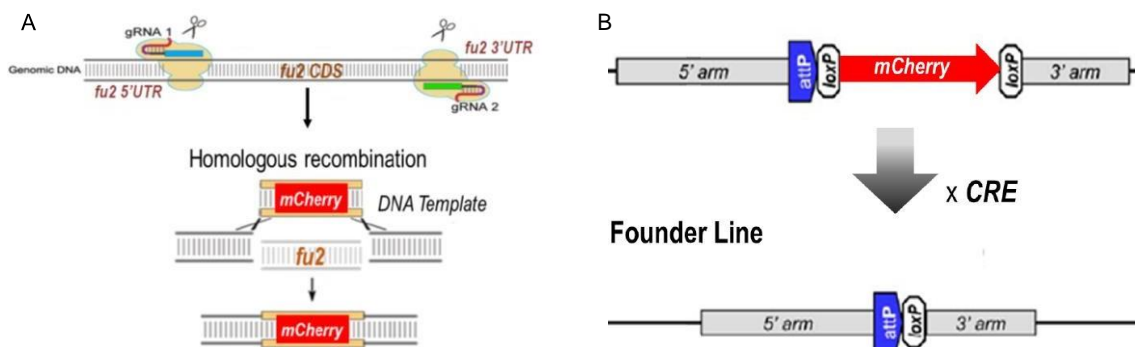 A
gRNA 1
fu2 3'UTR
Genomic DNA
fu2 CDS
fu2 5'UTR
gRNA 2
Homologous recombination
mCherry
DNA Template
fu2
mCherry
B
5' arm
attP
loxP
mCherry
loxP
3' arm
x CRE
Founder Line
5' arm
attP
loxP
3' arm